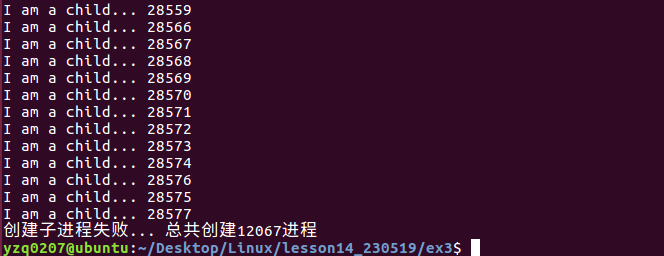 I am a child... 28559
I am a child... 28566
I am a child... 28567
I am a child... 28568
I am a child... 28569
I am a child... 28570
I am a child... 28571
I am a child... 28572
I am a child... 28573
I am a child... 28574
I am a child... 28576
I am a child... 28575
I am a child... 28577
创建子进程失败... 总共创建12067进程
yzq0207@ubuntu:~/Desktop/Linux/lesson14_230519/ex3$